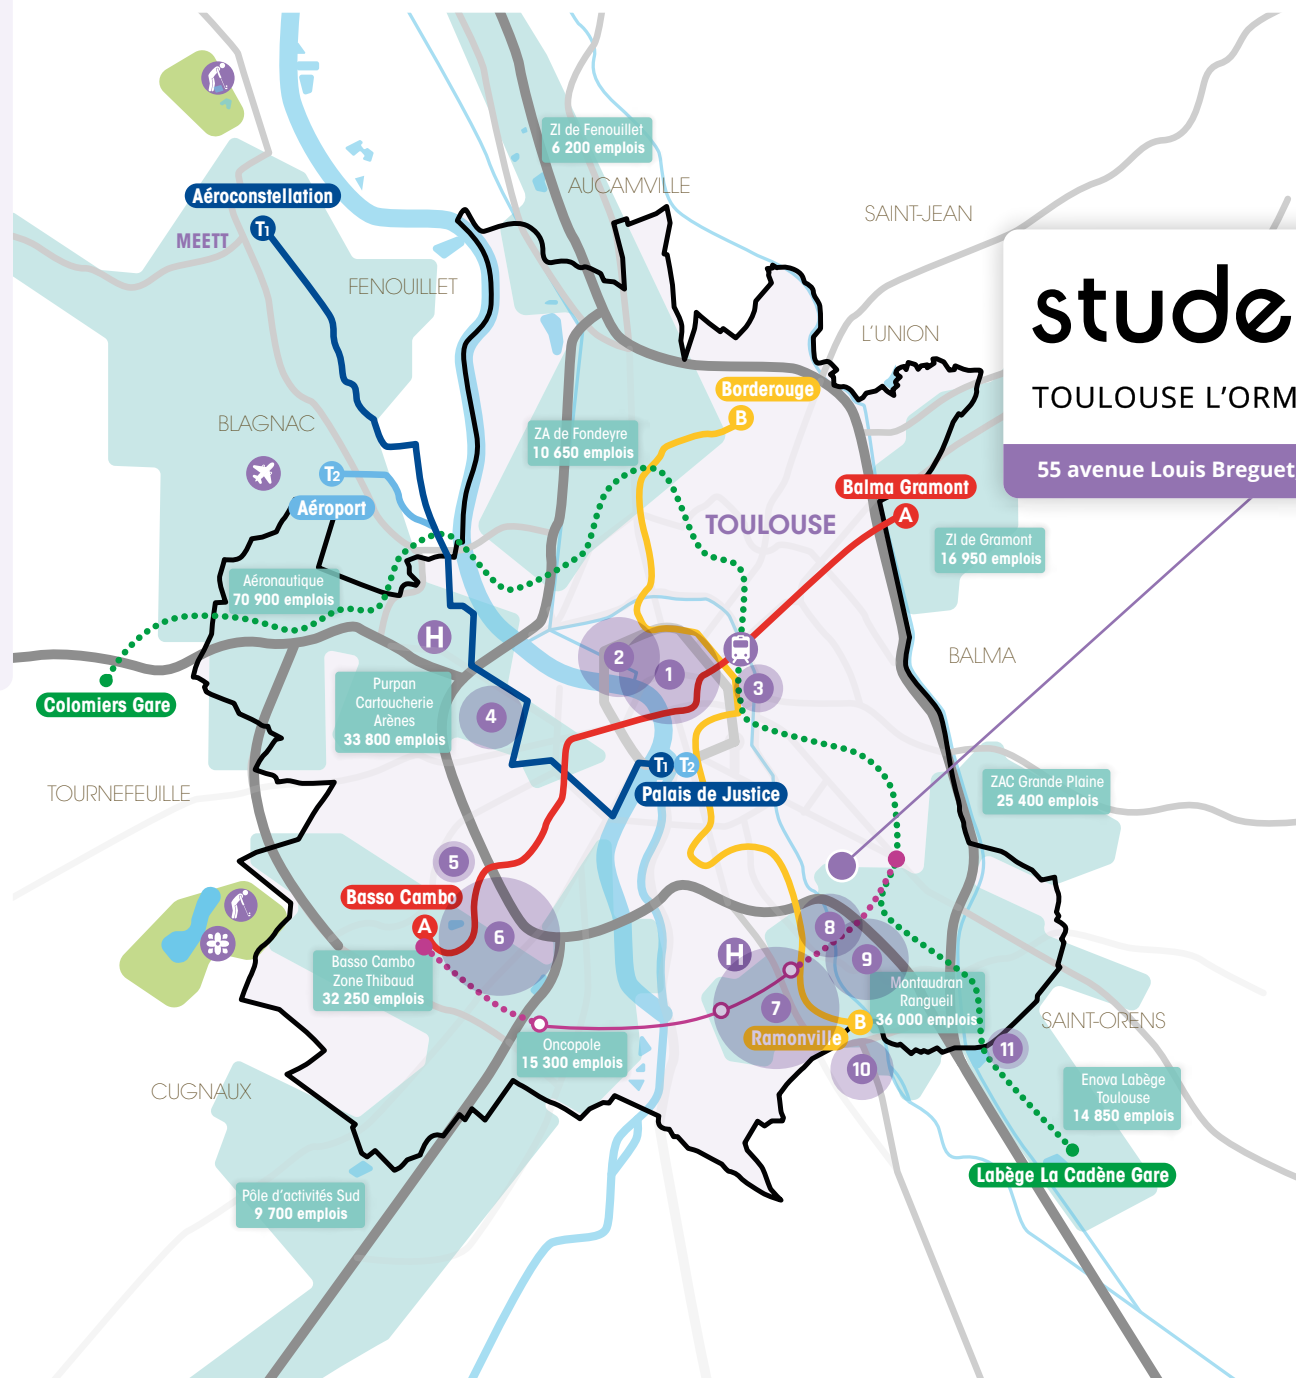 ZI de Fenouillet
6 200 emplois
AUCAMVILLE
Aéroconstellation
T1
MEETT
SAINT-JEAN
FENOUILLET
stude
L'UNION
TOULOUSE L'ORM
Borderouge
B
BLAGNAC
ZA de Fondeyre
10 650 emplois
55 avenue Louis Breguet
T2
Aéroport
Balma Gramont
A
TOULOUSE
ZI de Gramont
16 950 emplois
Aéronautique
70 900 emplois
H
BALMA
2
1
3
Colomiers Gare
Purpan
Cartoucherie
Arènes
33 800 emplois
4
T1 T2
Palais de Justice
TOURNEFEUILLE
ZAC Grande Plaine
25 400 emplois
5
Basso Cambo
A
6
8
H
9
Basso Cambo
Zone Thibaud
32 250 emplois
Montaudran
Rangueil
36 000 emplois
7
B
Ramonville
SAINT-ORENS
Oncopole
15 300 emplois
11
10
CUGNAUX
Enova Labège
Toulouse
14 850 emplois
Labège La Cadène Gare
Pôle d'activités Sud
9 700 emplois